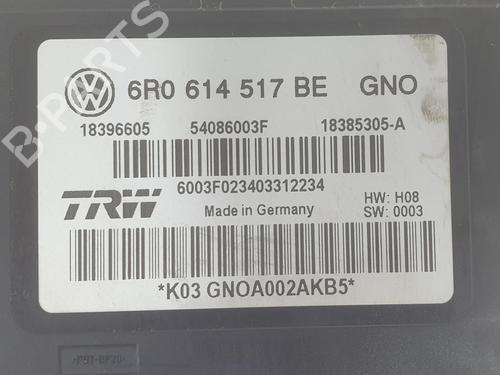 6R0 614 517 BE GNO
18396605 54086003F 18385305-A
6003F023403312234
TRW
Made in Germany
HW: H08
SW: 0003
*K03 GNOA002AKB5*
B-PARTS